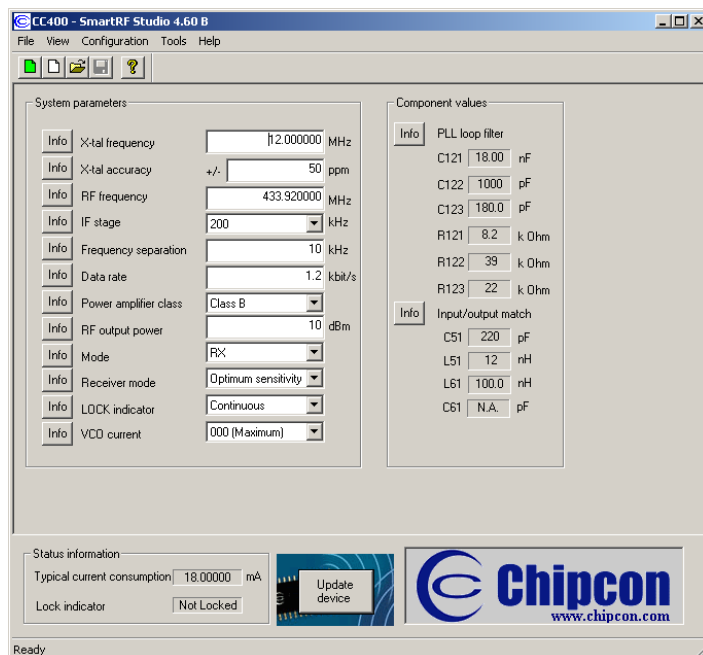 CC400 - SmartRF Studio 4.60 B
File View Configuration Tools Help
System parameters
Info X-tal frequency 12.000000 MHz
Info X-tal accuracy +/- 50 ppm
Info RF frequency 433.920000 MHz
Info IF stage 200 kHz
Info Frequency separation 10 kHz
Info Data rate 1.2 kbit/s
Info Power amplifier class Class B
Info RF output power 10 dBm
Info Mode RX
Info Receiver mode Optimum sensitivity
Info LOCK indicator Continuous
Info VCO current 000 (Maximum)
Component values
Info PLL loop filter
C121 18.00 nF
C122 1000 pF
C123 180.0 pF
R121 8.2 k Ohm
R122 39 k Ohm
R123 22 k Ohm
Info Input/output match
C51 220 pF
L51 12 nH
L61 100.0 nH
C61 N.A. pF
Status information
Typical current consumption 18.00000 mA
Lock indicator Not Locked
Update
device
Chipcon
www.chipcon.com
Ready